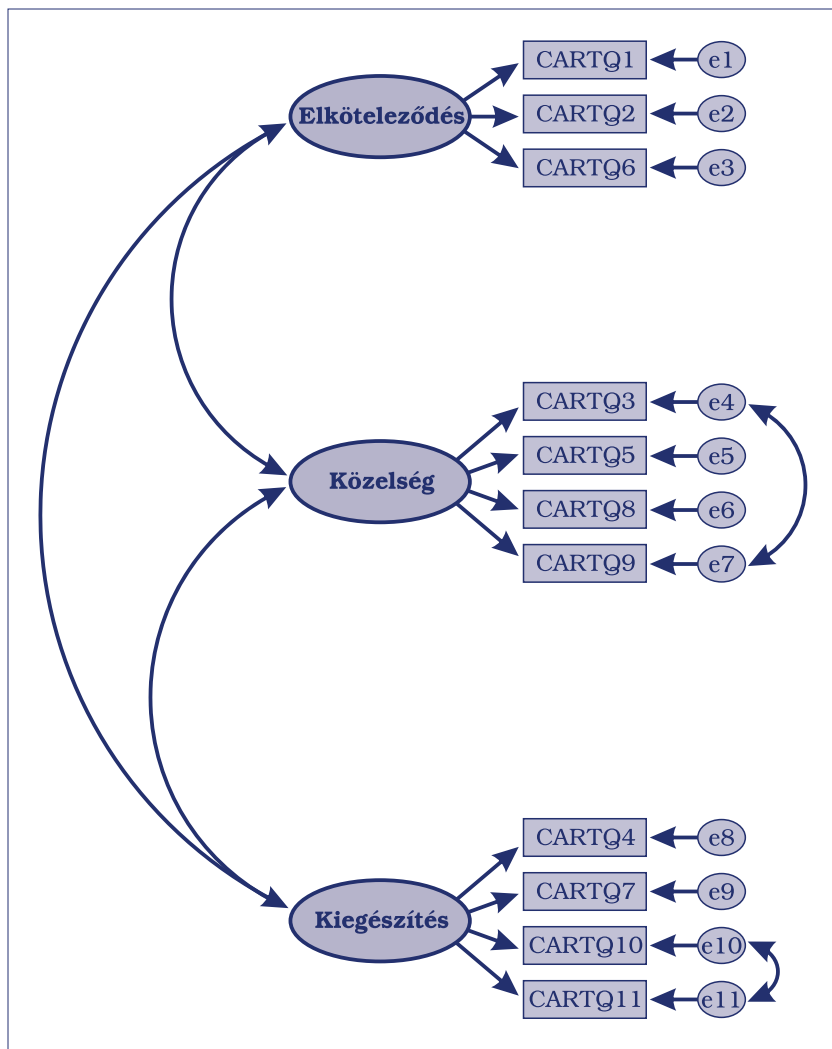 CARTQ1 e1
Elköteleződés
CARTQ2 e2
CARTQ6 e3
CARTQ3 e4
CARTQ5 e5
Közelség
CARTQ8 e6
CARTQ9 e7
CARTQ4 e8
CARTQ7 e9
Kiegészítés
CARTQ10 e10
CARTQ11 e11